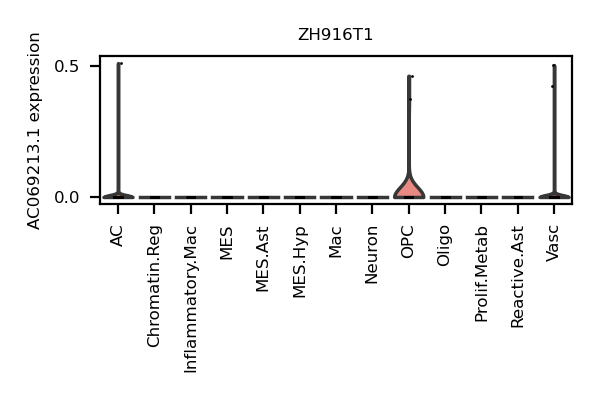 ZH916T1
AC069213.1 expression
0.5
0.0
AC
Chromatin.Reg
Inflammatory.Mac
MES
MES.Ast
MES.Hyp
Mac
Neuron
OPC
Oligo
Prolif.Metab
Reactive.Ast
Vasc